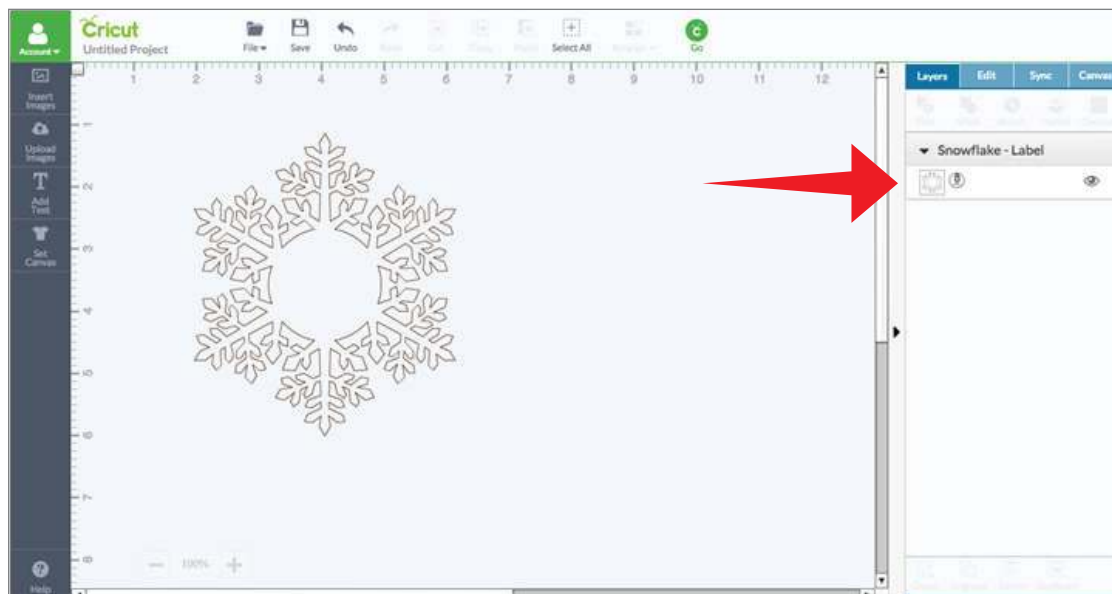 Cricut
Untitled Project
Account
File
Save
Undo
Select All
Go
Insert
Images
Upload
Images
Add
Text
Set
Canvas
Help
1 2 3 4 5 6 7 8 9 10 11 12
1
2
3
4
5
6
7
8
100%
Layers Edit Sync Canvas
Snowflake - Label